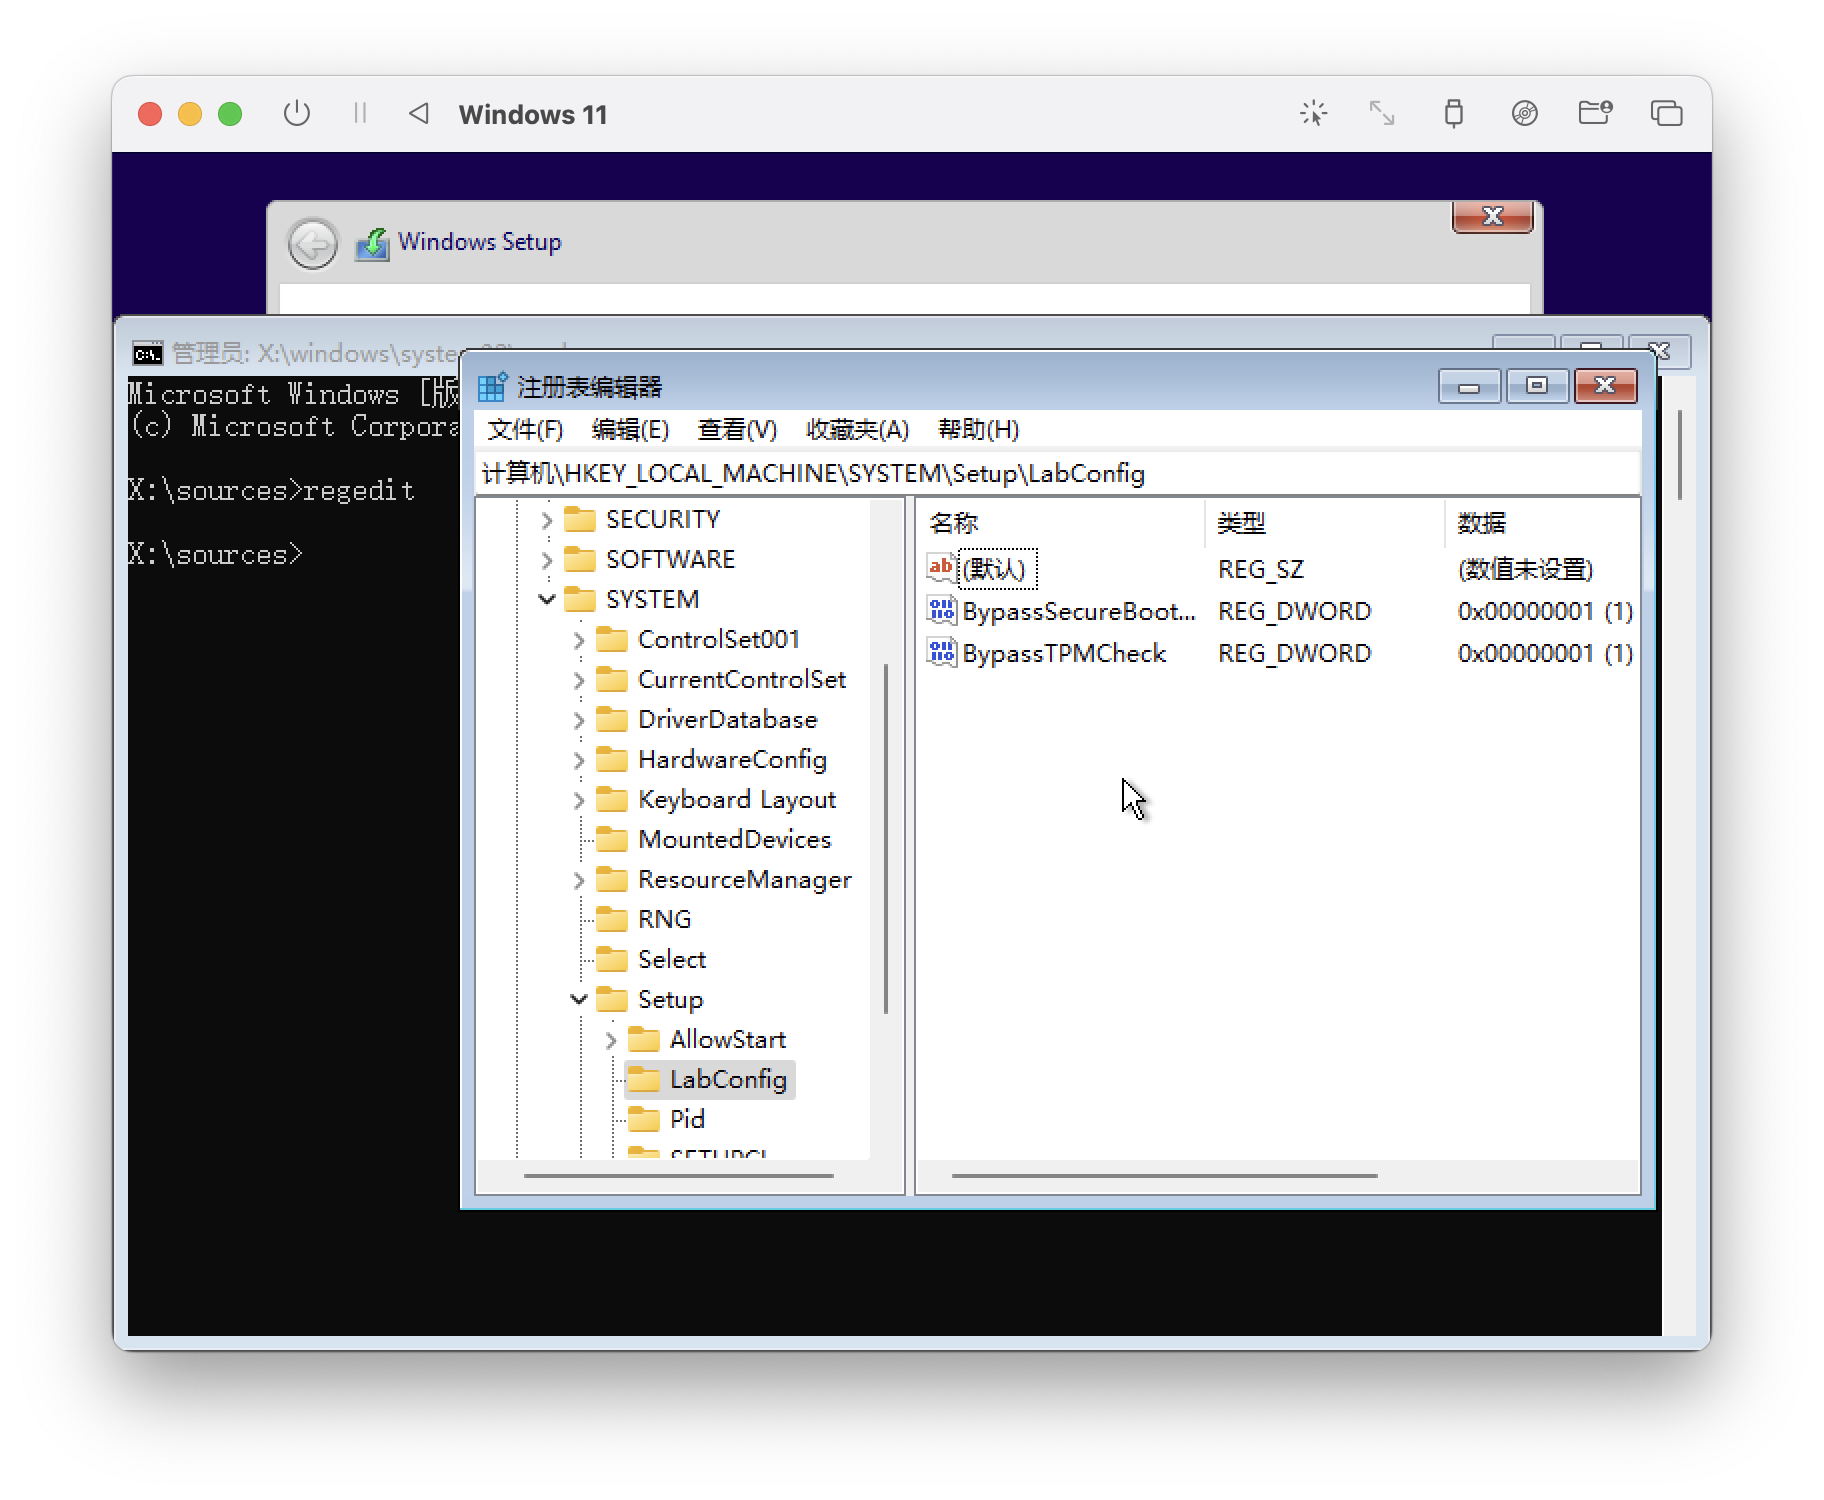 Windows 11
Windows Setup
管理员: X:\windows\syste
Microsoft Windows [版
(c) Microsoft Corpora
X:\sources>regedit
X:\sources>
注册表编辑器
文件(F) 编辑(E) 查看(V) 收藏夹(A) 帮助(H)
计算机\HKEY_LOCAL_MACHINE\SYSTEM\Setup\LabConfig
SECURITY
SOFTWARE
SYSTEM
ControlSet001
CurrentControlSet
DriverDatabase
HardwareConfig
Keyboard Layout
MountedDevices
ResourceManager
RNG
Select
Setup
AllowStart
LabConfig
Pid
名称 类型 数据
(默认) REG_SZ (数值未设置)
BypassSecureBoot... REG_DWORD 0x00000001 (1)
BypassTPMCheck REG_DWORD 0x00000001 (1)